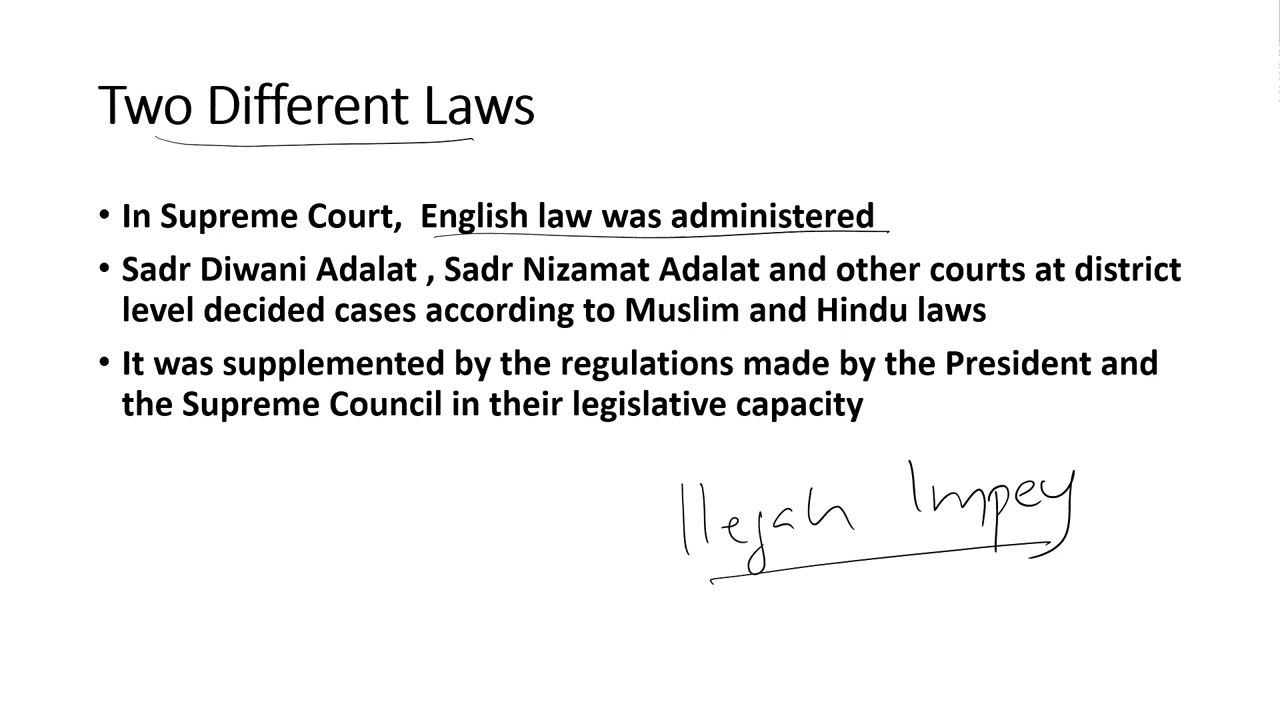 Two Different Laws
• In Supreme Court, English law was administered
• Sadr Diwani Adalat , Sadr Nizamat Adalat and other courts at district
level decided cases according to Muslim and Hindu laws
• It was supplemented by the regulations made by the President and
the Supreme Council in their legislative capacity
Ilejah Impey